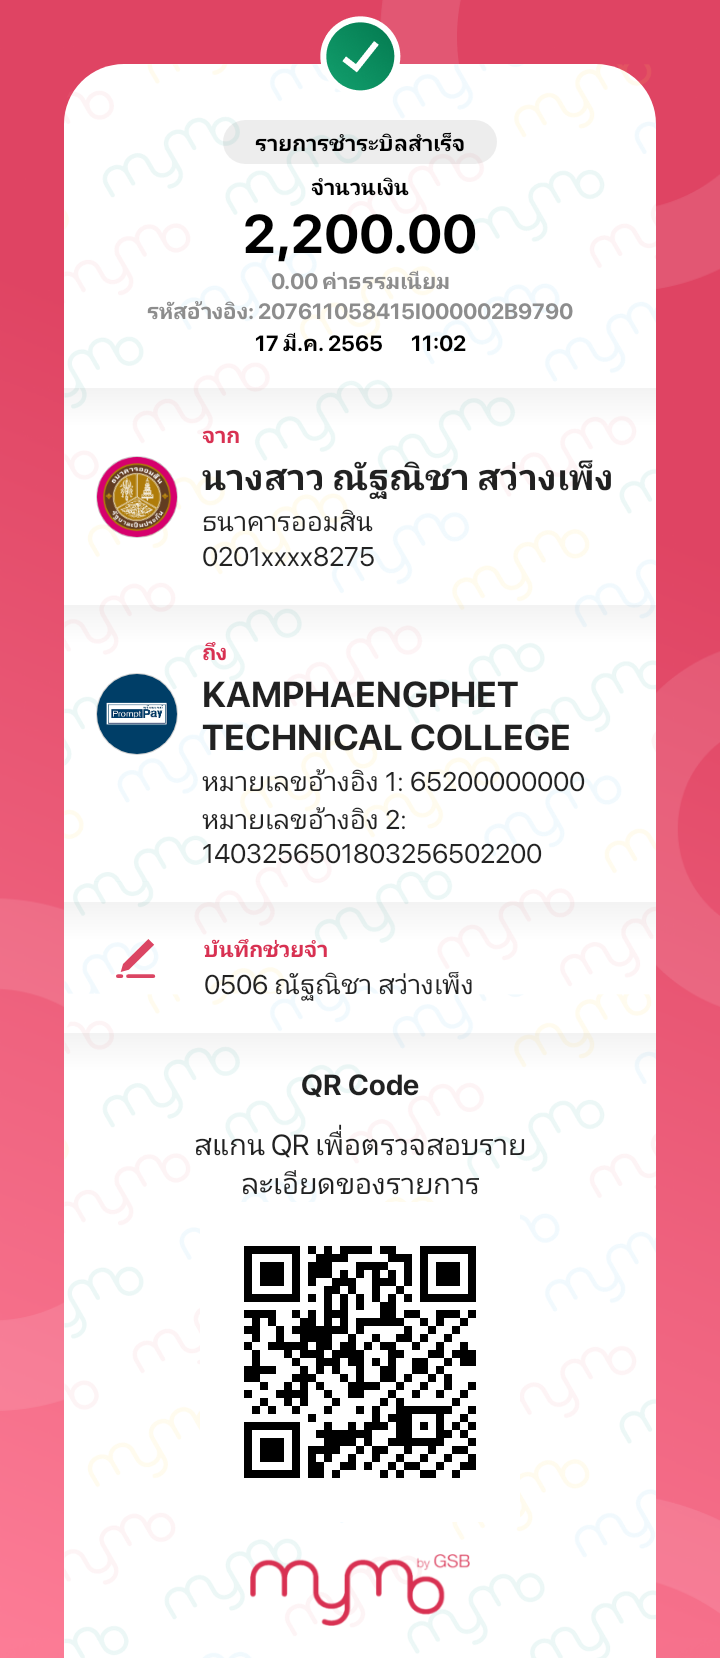 รายการชำระบิลสำเร็จ
จำนวนเงิน
2,200.00
0.00 ค่าธรรมเนียม
รหัสอ้างอิง: 207611058415I000002B9790
17 มี.ค. 2565 11:02
จาก
นางสาว ณัฐณิชา สว่างเพ็ง
ธนาคารออมสิน
0201xxxx8275
ถึง
PromptPay
KAMPHAENGPHET
TECHNICAL COLLEGE
หมายเลขอ้างอิง 1: 65200000000
หมายเลขอ้างอิง 2:
1403256501803256502200
บันทึกช่วยจำ
0506 ณัฐณิชา สว่างเพ็ง
QR Code
สแกน QR เพื่อตรวจสอบราย
ละเอียดของรายการ
mymo by GSB